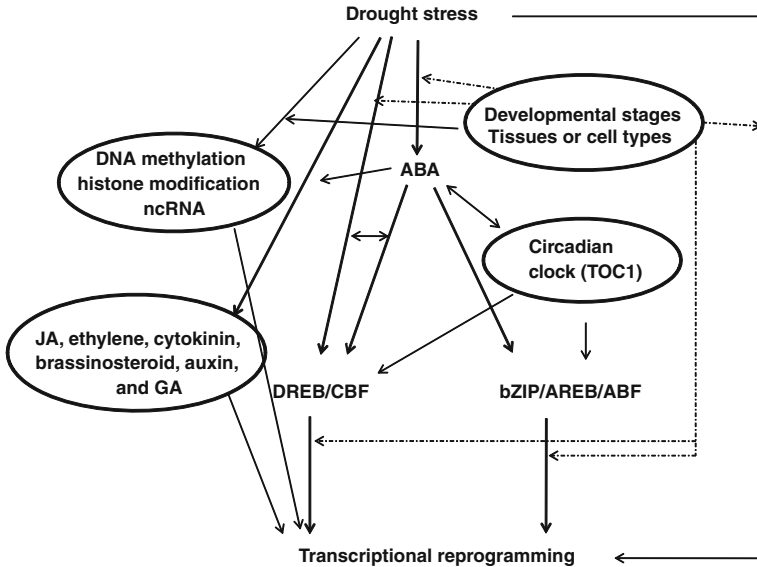 Drought stress
Developmental stages
Tissues or cell types
DNA methylation
histone modification
ncRNA
ABA
Circadian
clock (TOC1)
JA, ethylene, cytokinin,
brassinosteroid, auxin,
and GA
DREB/CBF
bZIP/AREB/ABF
Transcriptional reprogramming